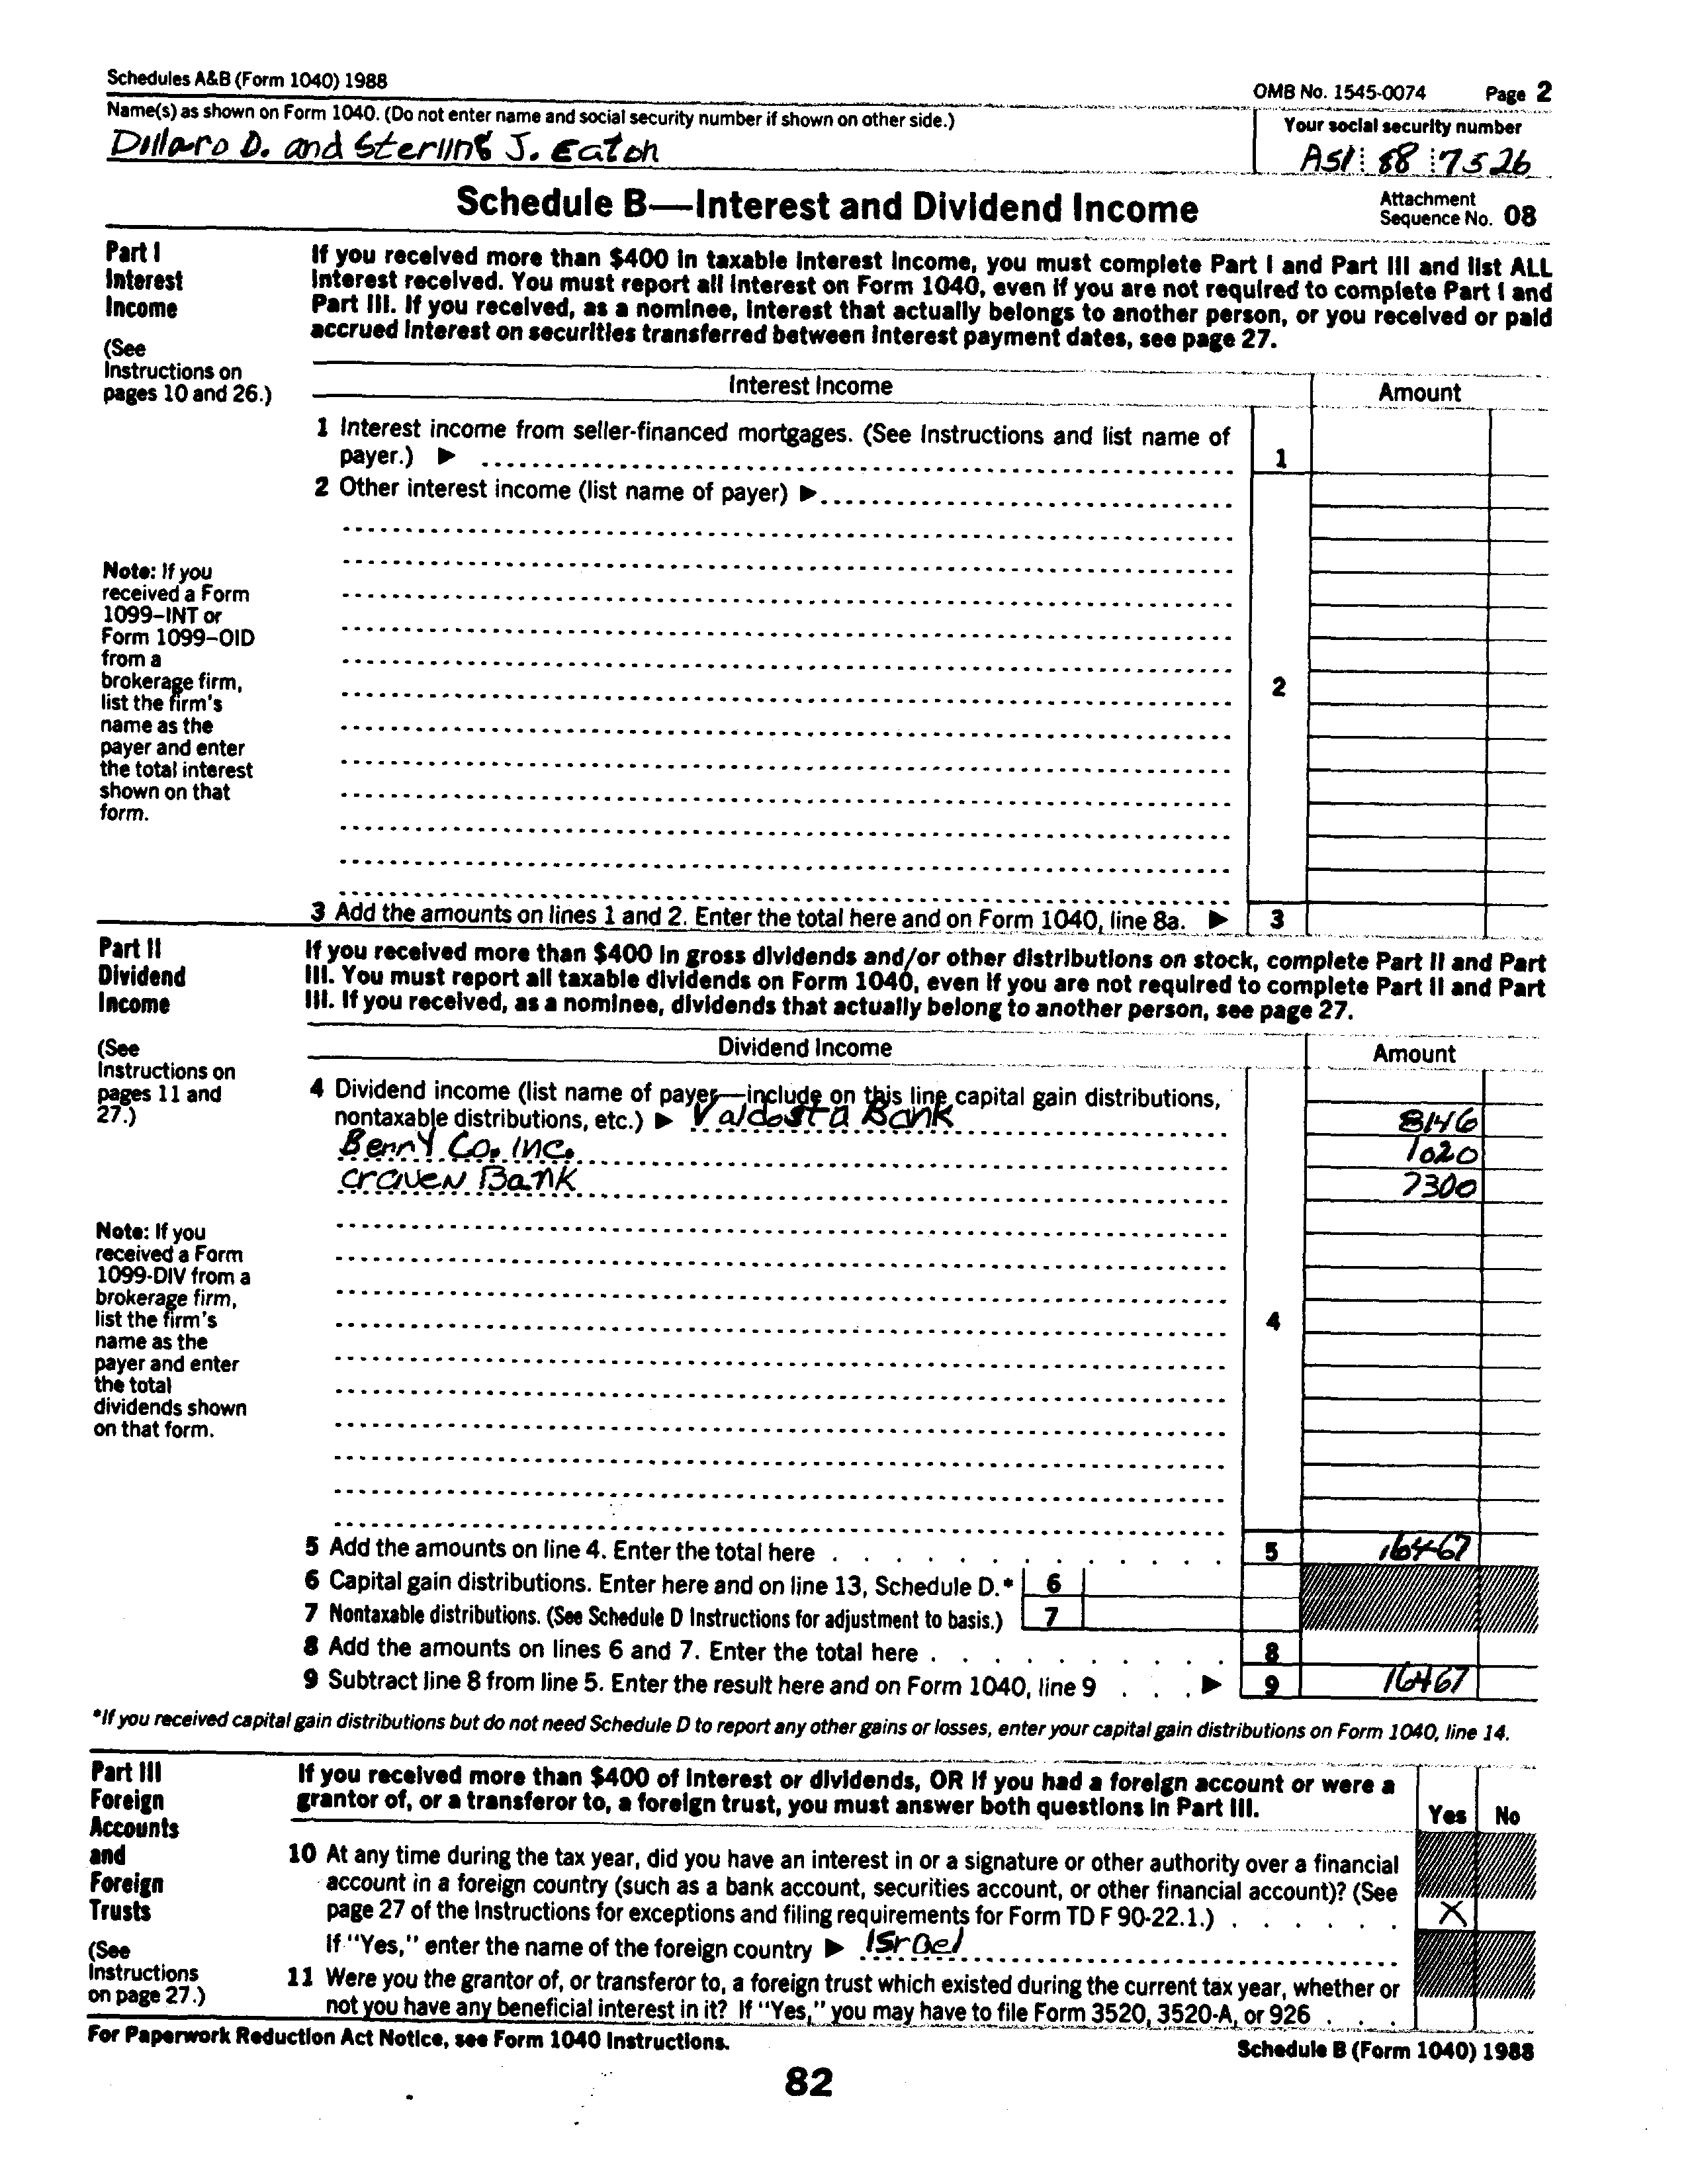 Schedules A&B (Form 1040) 1988
OMB No. 1545-0074 Page 2
Name(s) as shown on Form 1040. (Do not enter name and social security number if shown on other side.)
Your social security number
Dillard D. and Sterling J. Eaton
AS1 88 7526
Schedule B—Interest and Dividend Income
Attachment
Sequence No. 08
Part I
Interest
Income
(See
Instructions on
pages 10 and 26.)
If you received more than $400 in taxable interest income, you must complete Part I and Part III and list ALL
interest received. You must report all interest on Form 1040, even if you are not required to complete Part I and
Part III. If you received, as a nominee, interest that actually belongs to another person, or you received or paid
accrued interest on securities transferred between interest payment dates, see page 27.
Interest Income
Amount
1 Interest income from seller-financed mortgages. (See Instructions and list name of
payer.) ▶
1
2 Other interest income (list name of payer) ▶
Note: If you
received a Form
1099–INT or
Form 1099–OID
from a
brokerage firm,
list the firm's
name as the
payer and enter
the total interest
shown on that
form.
2
3 Add the amounts on lines 1 and 2. Enter the total here and on Form 1040, line 8a. ▶ 3
Part II
Dividend
Income
(See
Instructions on
pages 11 and
27.)
If you received more than $400 in gross dividends and/or other distributions on stock, complete Part II and Part
III. You must report all taxable dividends on Form 1040, even if you are not required to complete Part II and Part
III. If you received, as a nominee, dividends that actually belong to another person, see page 27.
Dividend Income
Amount
4 Dividend income (list name of payer—include on this line capital gain distributions,
nontaxable distributions, etc.) ▶ Valdosta Bank 8146
Benny Co. Inc. 1020
Craven Bank 7300
Note: If you
received a Form
1099-DIV from a
brokerage firm,
list the firm's
name as the
payer and enter
the total
dividends shown
on that form.
4
5 Add the amounts on line 4. Enter the total here . . . . . . . . . . . . 5 16467
6 Capital gain distributions. Enter here and on line 13, Schedule D.* 6
7 Nontaxable distributions. (See Schedule D Instructions for adjustment to basis.) 7
8 Add the amounts on lines 6 and 7. Enter the total here . . . . . . . . . . 8
9 Subtract line 8 from line 5. Enter the result here and on Form 1040, line 9 . . . ▶ 9 16467
*If you received capital gain distributions but do not need Schedule D to report any other gains or losses, enter your capital gain distributions on Form 1040, line 14.
Part III
Foreign
Accounts
and
Foreign
Trusts
(See
Instructions
on page 27.)
If you received more than $400 of interest or dividends, OR if you had a foreign account or were a
grantor of, or a transferor to, a foreign trust, you must answer both questions in Part III.
Yes No
10 At any time during the tax year, did you have an interest in or a signature or other authority over a financial
account in a foreign country (such as a bank account, securities account, or other financial account)? (See
page 27 of the Instructions for exceptions and filing requirements for Form TD F 90-22.1.) . . . . . . X
If "Yes," enter the name of the foreign country ▶ Israel
11 Were you the grantor of, or transferor to, a foreign trust which existed during the current tax year, whether or
not you have any beneficial interest in it? If "Yes," you may have to file Form 3520, 3520-A, or 926 . . .
For Paperwork Reduction Act Notice, see Form 1040 Instructions.
Schedule B (Form 1040) 1988
82